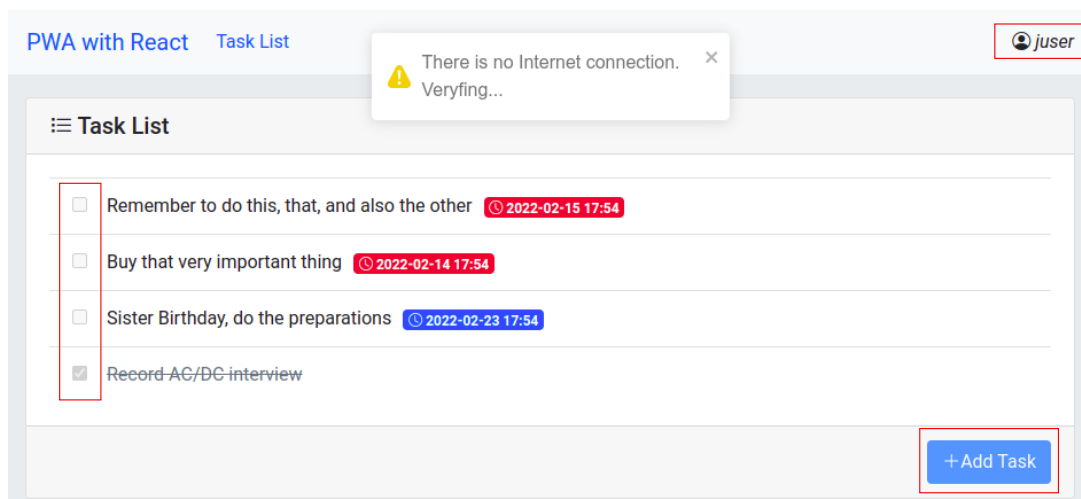 PWA with React Task List
juser
There is no Internet connection.
Veryfing...
Task List
Remember to do this, that, and also the other 2022-02-15 17:54
Buy that very important thing 2022-02-14 17:54
Sister Birthday, do the preparations 2022-02-23 17:54
Record AC/DC interview
+Add Task